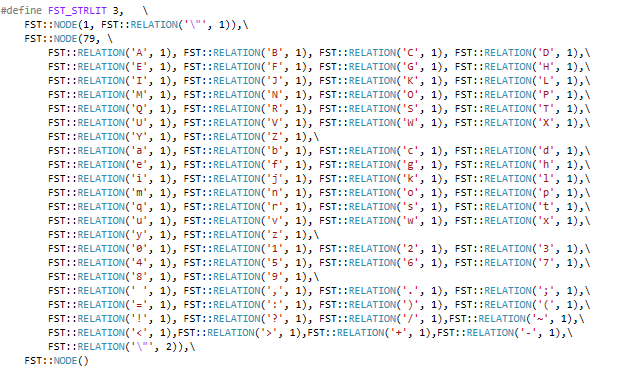 #define FST_STRLIT 3,   \
    FST::NODE(1, FST::RELATION('\"', 1)),\
    FST::NODE(79, \
        FST::RELATION('A', 1), FST::RELATION('B', 1), FST::RELATION('C', 1), FST::RELATION('D', 1),\
        FST::RELATION('E', 1), FST::RELATION('F', 1), FST::RELATION('G', 1), FST::RELATION('H', 1),\
        FST::RELATION('I', 1), FST::RELATION('J', 1), FST::RELATION('K', 1), FST::RELATION('L', 1),\
        FST::RELATION('M', 1), FST::RELATION('N', 1), FST::RELATION('O', 1), FST::RELATION('P', 1),\
        FST::RELATION('Q', 1), FST::RELATION('R', 1), FST::RELATION('S', 1), FST::RELATION('T', 1),\
        FST::RELATION('U', 1), FST::RELATION('V', 1), FST::RELATION('W', 1), FST::RELATION('X', 1),\
        FST::RELATION('Y', 1), FST::RELATION('Z', 1),\
        FST::RELATION('a', 1), FST::RELATION('b', 1), FST::RELATION('c', 1), FST::RELATION('d', 1),\
        FST::RELATION('e', 1), FST::RELATION('f', 1), FST::RELATION('g', 1), FST::RELATION('h', 1),\
        FST::RELATION('i', 1), FST::RELATION('j', 1), FST::RELATION('k', 1), FST::RELATION('l', 1),\
        FST::RELATION('m', 1), FST::RELATION('n', 1), FST::RELATION('o', 1), FST::RELATION('p', 1),\
        FST::RELATION('q', 1), FST::RELATION('r', 1), FST::RELATION('s', 1), FST::RELATION('t', 1),\
        FST::RELATION('u', 1), FST::RELATION('v', 1), FST::RELATION('w', 1), FST::RELATION('x', 1),\
        FST::RELATION('y', 1), FST::RELATION('z', 1),\
        FST::RELATION('0', 1), FST::RELATION('1', 1), FST::RELATION('2', 1), FST::RELATION('3', 1),\
        FST::RELATION('4', 1), FST::RELATION('5', 1), FST::RELATION('6', 1), FST::RELATION('7', 1),\
        FST::RELATION('8', 1), FST::RELATION('9', 1),\
        FST::RELATION(' ', 1), FST::RELATION(',', 1), FST::RELATION('.', 1), FST::RELATION(';', 1),\
        FST::RELATION('=', 1), FST::RELATION(':', 1), FST::RELATION(')', 1), FST::RELATION('(', 1),\
        FST::RELATION('!', 1), FST::RELATION('?', 1), FST::RELATION('/', 1),FST::RELATION('~', 1),\
        FST::RELATION('<', 1),FST::RELATION('>', 1),FST::RELATION('+', 1),FST::RELATION('-', 1),\
        FST::RELATION('\"', 2)),\
    FST::NODE()